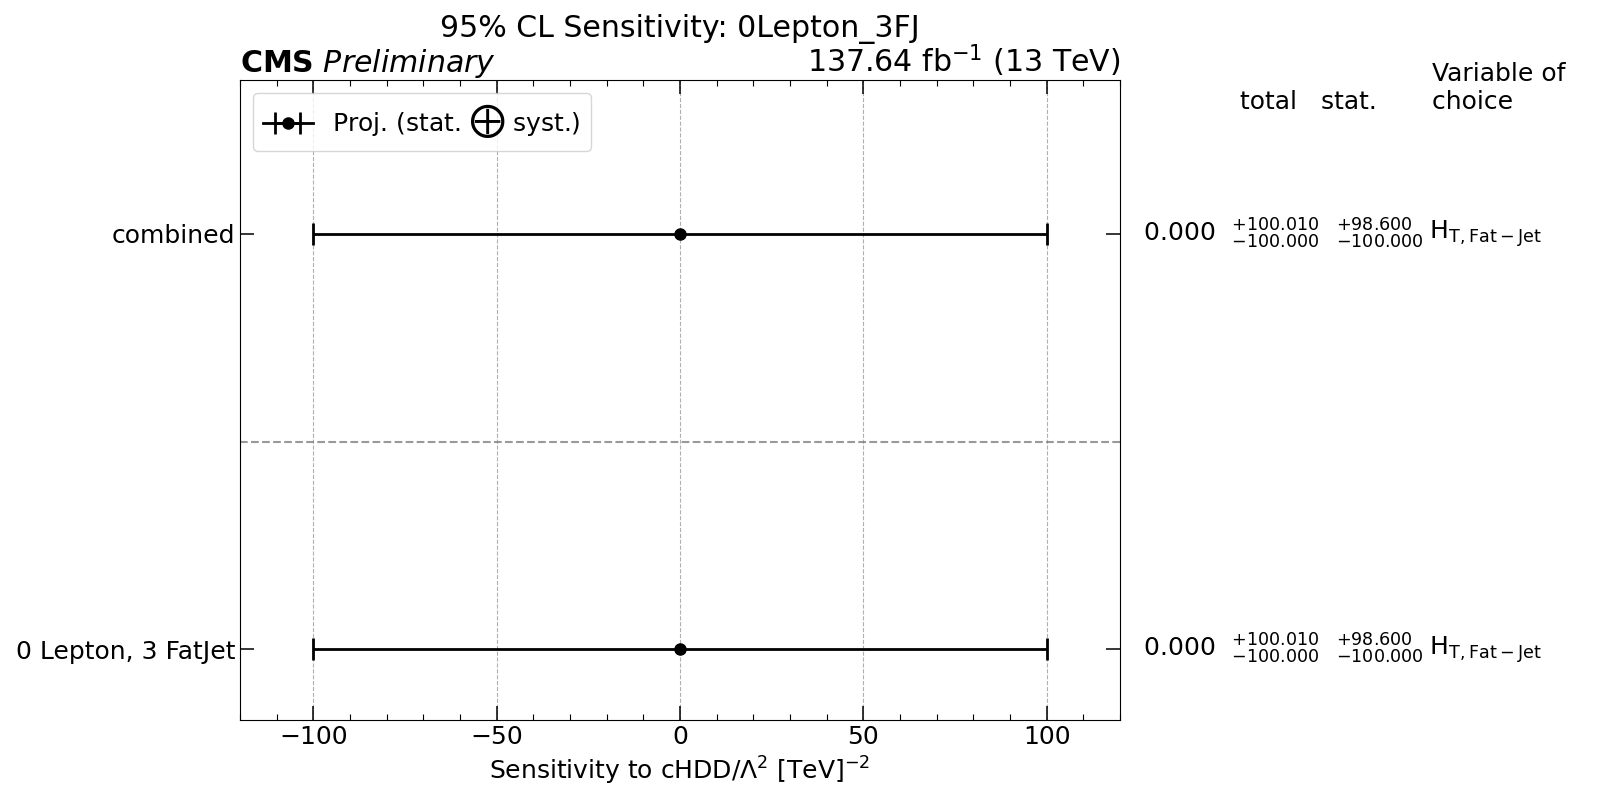 95% CL Sensitivity: 0Lepton_3FJ
CMS Preliminary 137.64 fb⁻¹ (13 TeV)
total stat. Variable of
choice
Proj. (stat. ⨁ syst.)
combined 0.000 +100.010 −100.000 +98.600 −100.000 H_T, Fat − Jet
0 Lepton, 3 FatJet 0.000 +100.010 −100.000 +98.600 −100.000 H_T, Fat − Jet
−100 −50 0 50 100
Sensitivity to cHDD/Λ² [TeV]⁻²